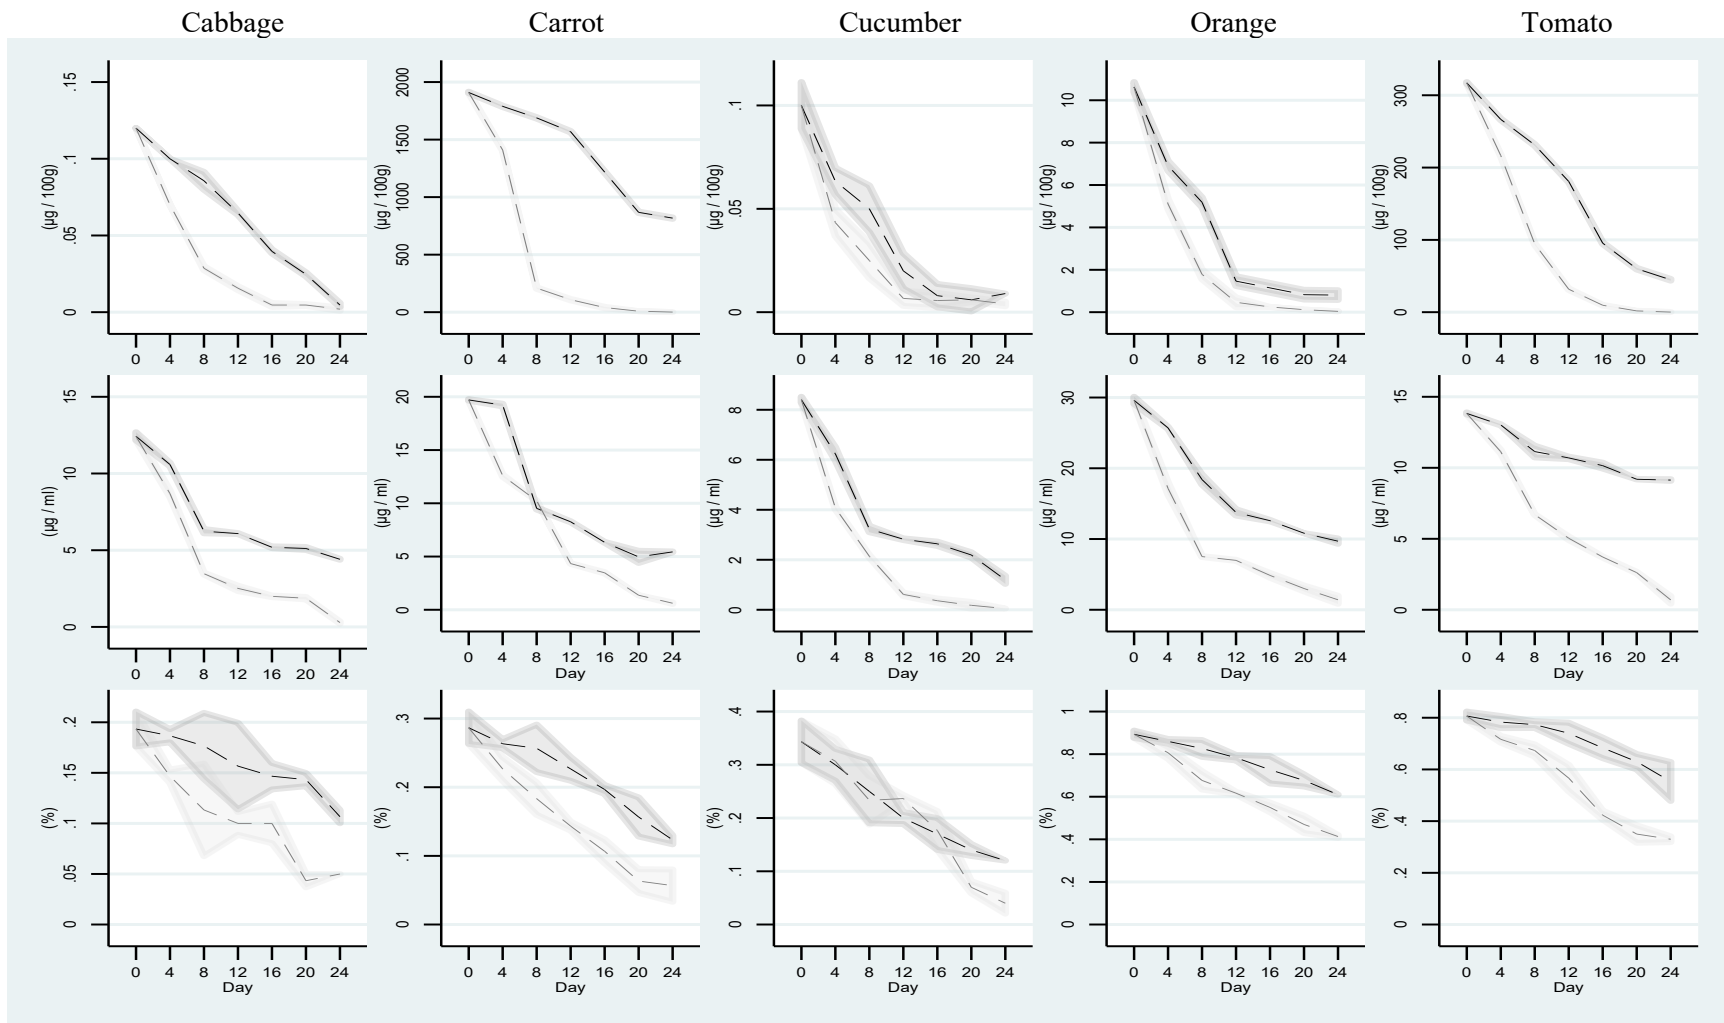 Cabbage Carrot Cucumber Orange Tomato
(µg / 100g) 0 .05 .1 .15
0 4 8 12 16 20 24
(µg / 100g) 0 500 1000 1500 2000
0 4 8 12 16 20 24
(µg / 100g) 0 .05 .1
0 4 8 12 16 20 24
(µg / 100g) 0 2 4 6 8 10
0 4 8 12 16 20 24
(µg / 100g) 0 100 200 300
0 4 8 12 16 20 24
(µg / ml) 0 5 10 15
0 4 8 12 16 20 24
(µg / ml) 0 5 10 15 20
0 4 8 12 16 20 24
Day
(µg / ml) 0 2 4 6 8
0 4 8 12 16 20 24
Day
(µg / ml) 0 10 20 30
0 4 8 12 16 20 24
Day
(µg / ml) 0 5 10 15
0 4 8 12 16 20 24
Day
(%) 0 .05 .1 .15 .2
0 4 8 12 16 20 24
Day
(%) 0 .1 .2 .3
0 4 8 12 16 20 24
Day
(%) 0 .1 .2 .3 .4
0 4 8 12 16 20 24
Day
(%) 0 .2 .4 .6 .8 1
0 4 8 12 16 20 24
Day
(%) 0 .2 .4 .6 .8
0 4 8 12 16 20 24
Day